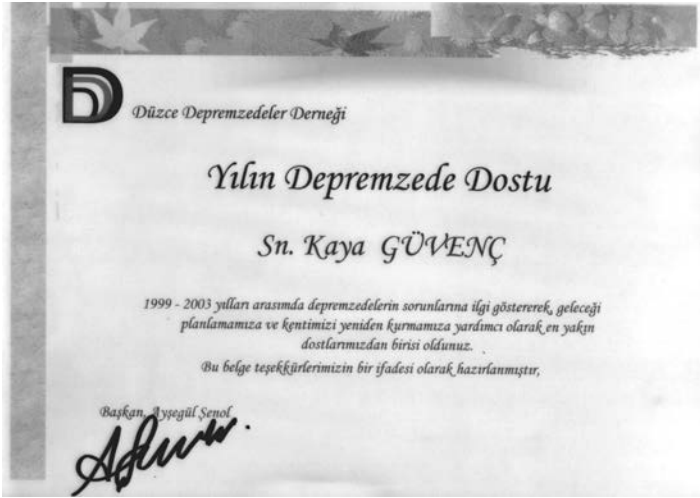 Düzce Depremzedeler Derneği
Yılın Depremzede Dostu
Sn. Kaya GÜVENÇ
1999 - 2003 yılları arasımda depremzedelerin sorunlarına ilgi göstererek, geleceği
planlamamıza ve kentimizi yeniden kurmamıza yardımcı olarak en yakın
dostlarımızdan birisi oldunuz.
Bu belge teşekkürlerimizin bir ifadesi olarak hazırlanmıştır,
Başkan, Ayşegül Şenol